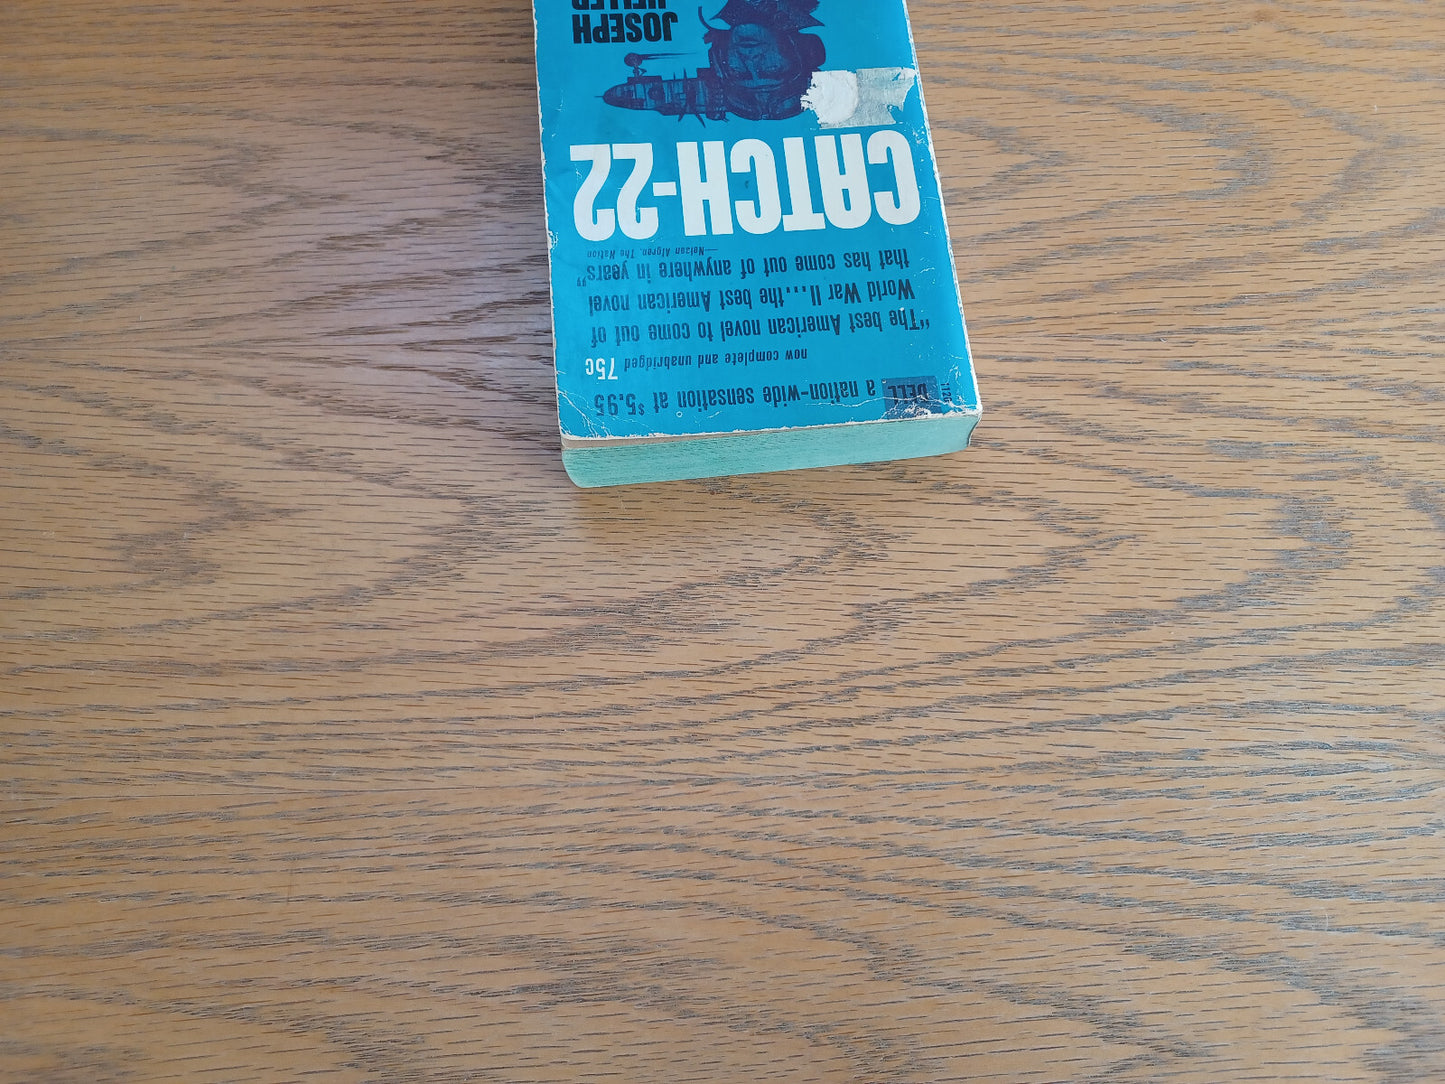 DELL a nation-wide sensation at $5.95
now complete and unabridged 75c
“The best American novel to come out of
World War II...the best American novel
that has come out of anywhere in years”
—Nelson Algren, The Nation
CATCH-22
JOSEPH
HELLER